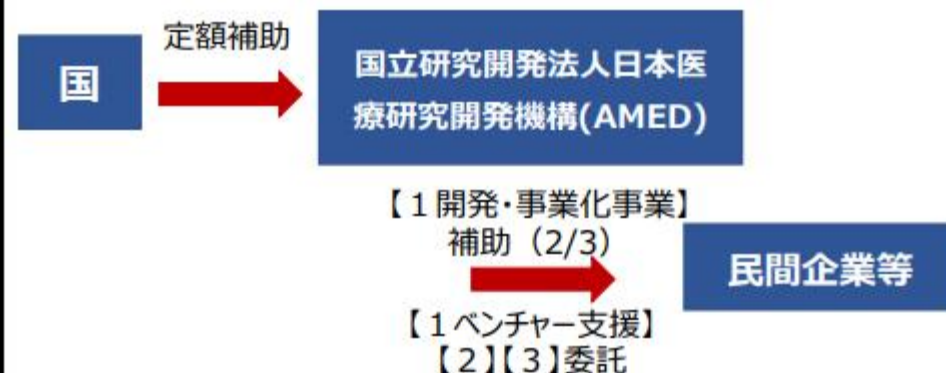 定額補助
国
国立研究開発法人日本医
療研究開発機構(AMED)
【1開発・事業化事業】
補助（2/3）
民間企業等
【1ベンチャー支援】
【2】【3】委託